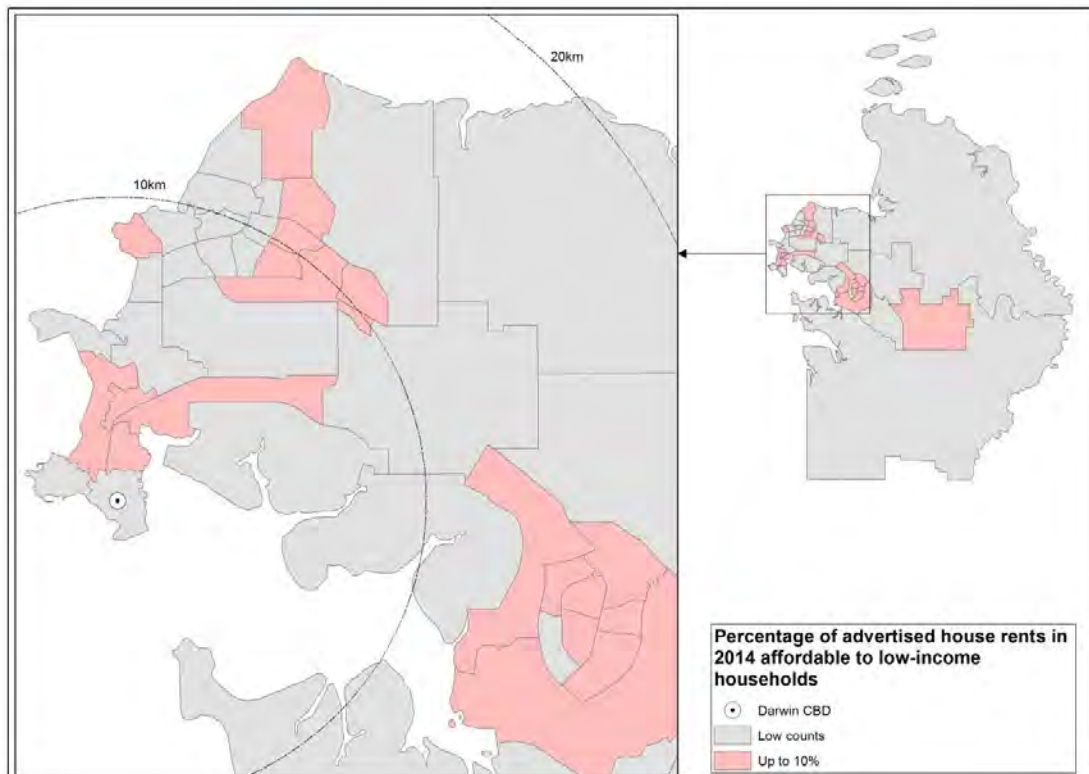 20km
10km
Percentage of advertised house rents in
2014 affordable to low-income
households
Darwin CBD
Low counts
Up to 10%